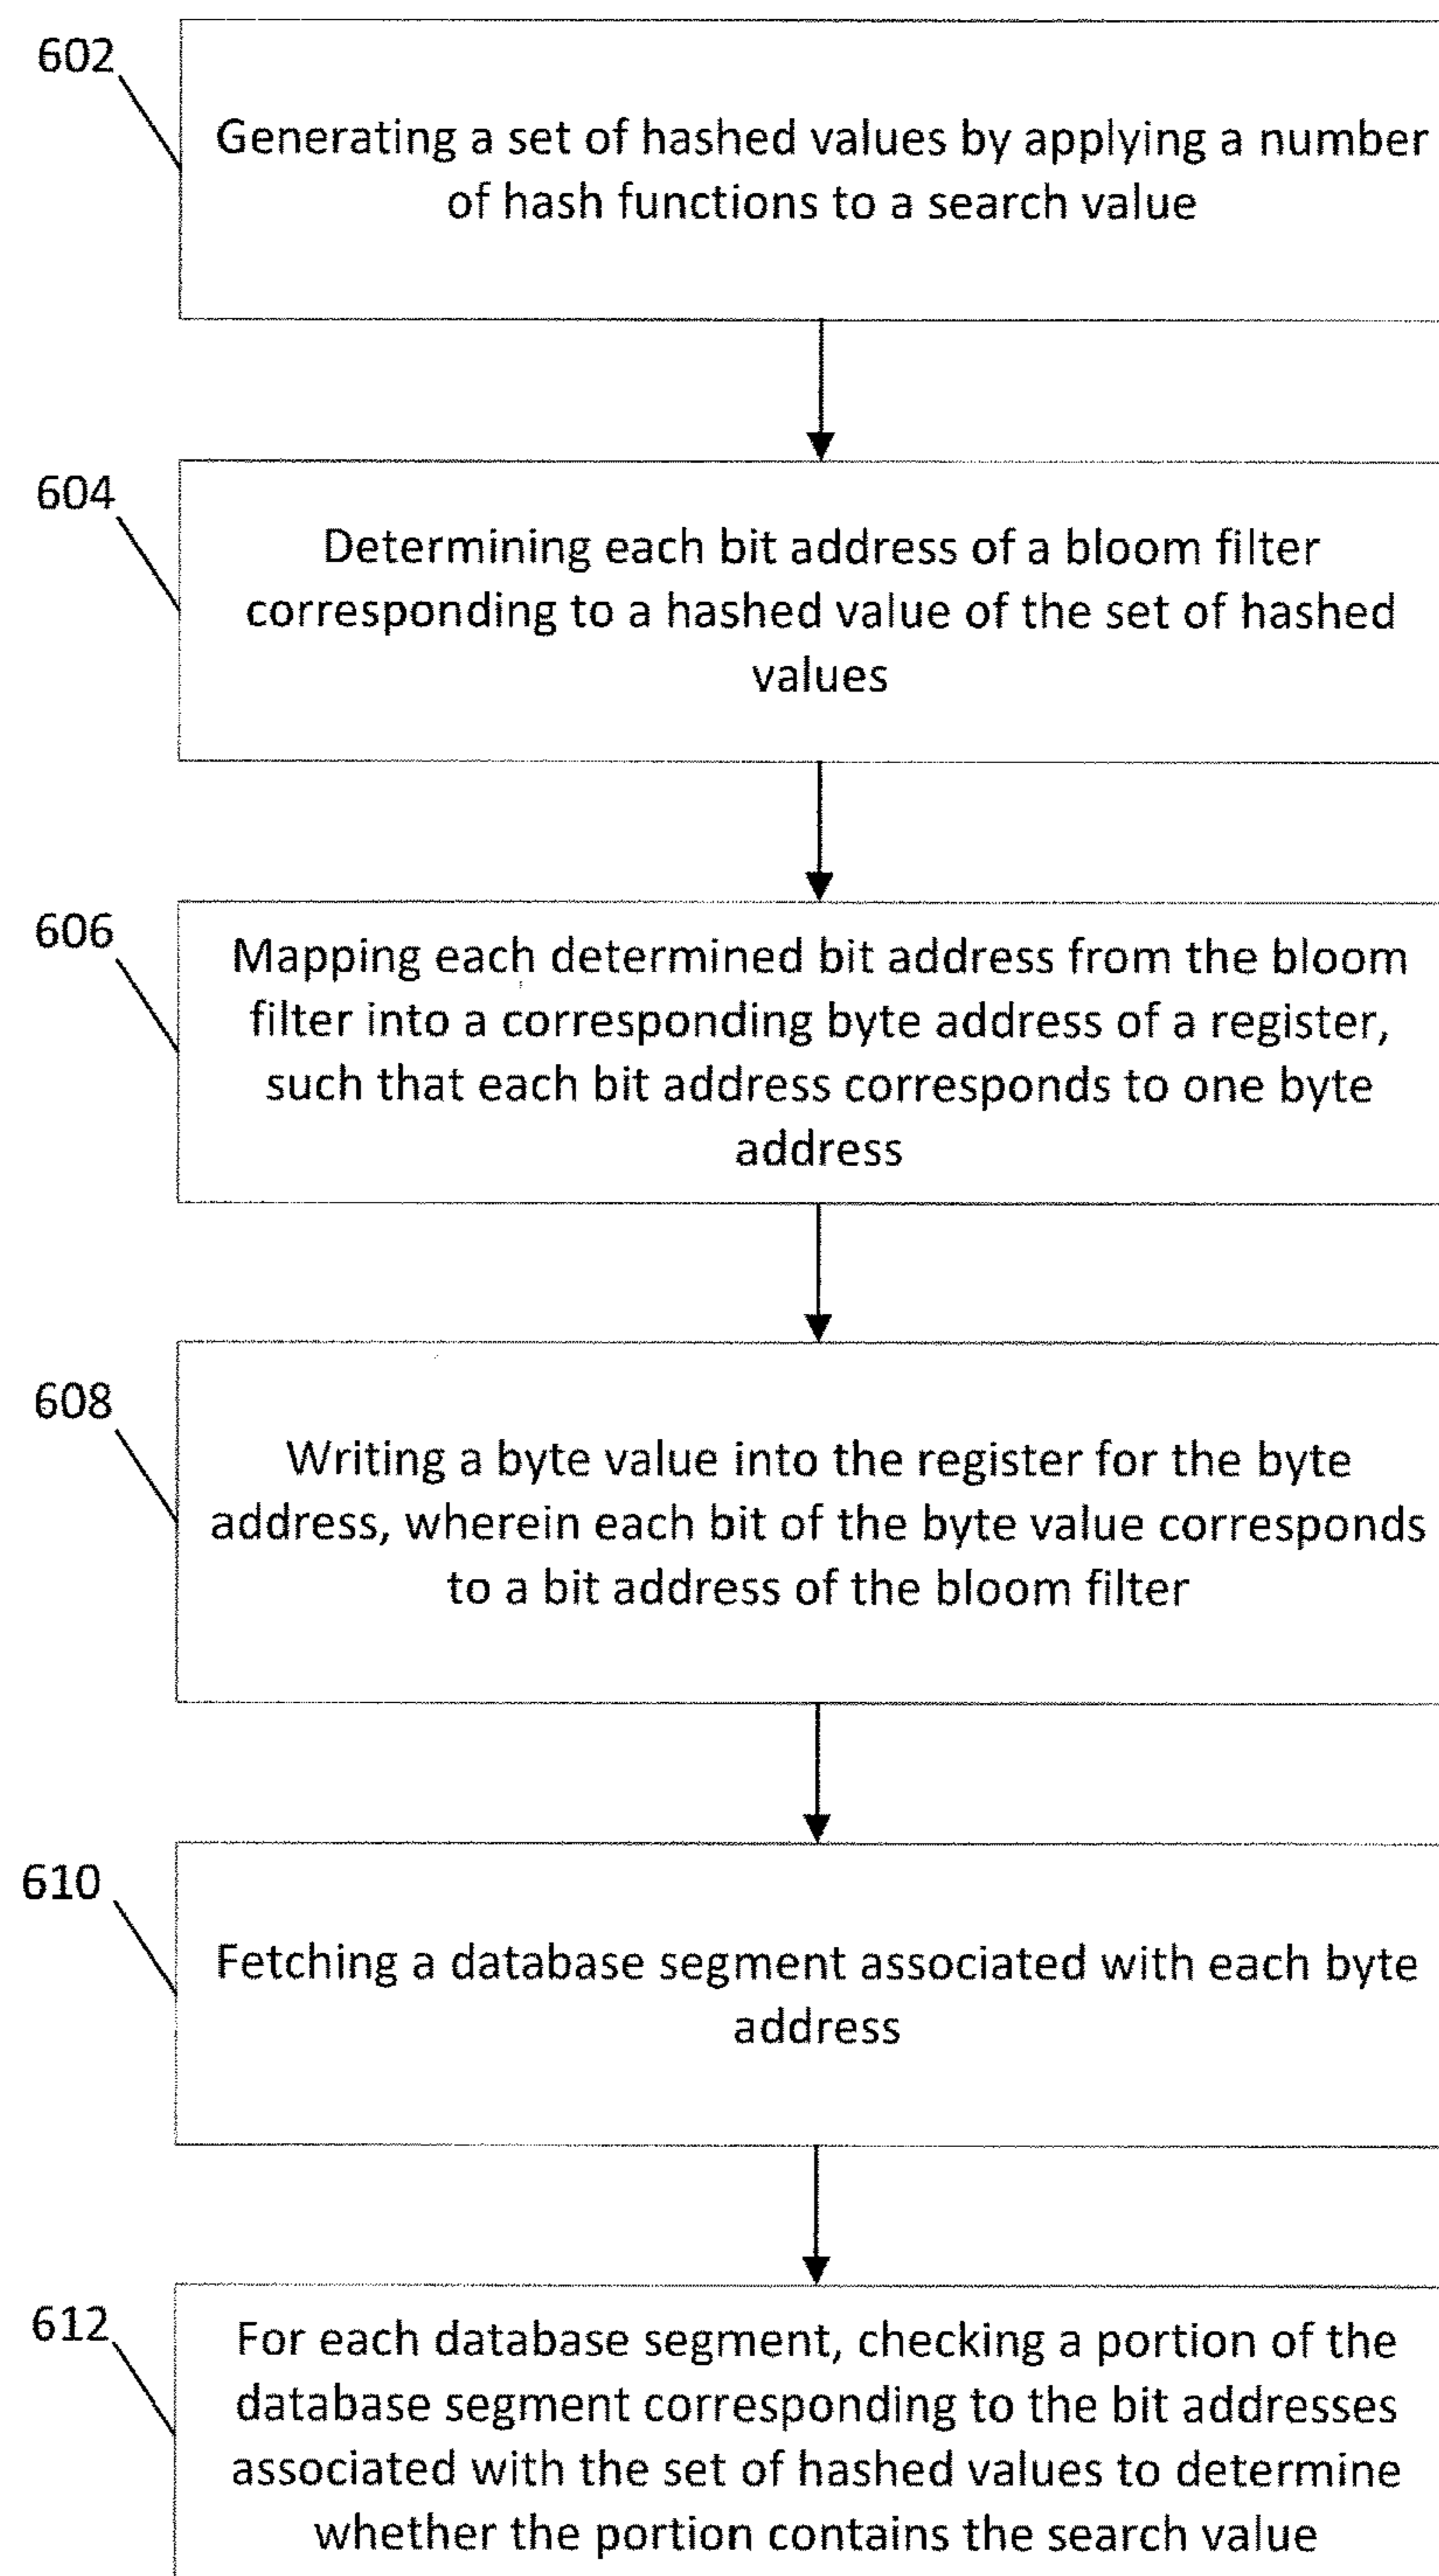 602
Generating a set of hashed values by applying a number
of hash functions to a search value
604
Determining each bit address of a bloom filter
corresponding to a hashed value of the set of hashed
values
606
Mapping each determined bit address from the bloom
filter into a corresponding byte address of a register,
such that each bit address corresponds to one byte
address
608
Writing a byte value into the register for the byte
address, wherein each bit of the byte value corresponds
to a bit address of the bloom filter
610
Fetching a database segment associated with each byte
address
612
For each database segment, checking a portion of the
database segment corresponding to the bit addresses
associated with the set of hashed values to determine
whether the portion contains the search value